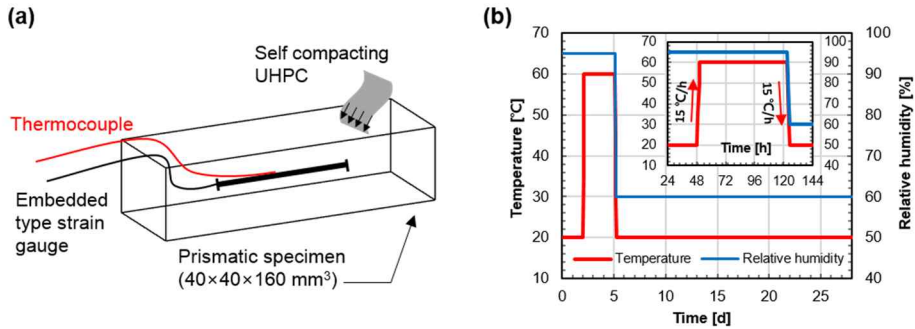 (a)
Self compacting
UHPC
Thermocouple
Embedded
type strain
gauge
Prismatic specimen
(40×40×160 mm³)
(b)
Temperature [℃]
70
60
50
40
30
20
10
0
5
10
15
20
25
Time [d]
100
90
80
70
60
50
40
Relative humidity [%]
Temperature
Relative humidity
70
60
50
40
30
20
10
24
48
72
96
120
144
Time [h]
100
90
80
70
60
50
40
15 ℃/h
15 ℃/h